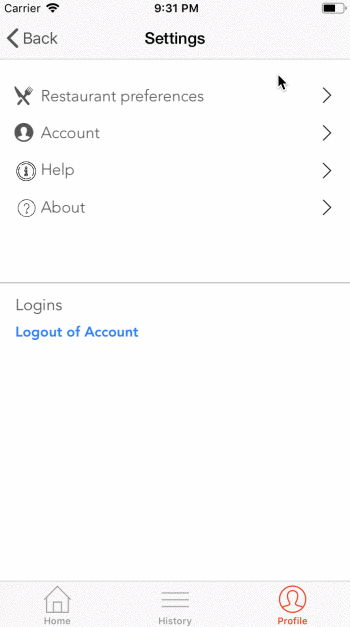 Carrier 9:31 PM
Back Settings
Restaurant preferences
Account
Help
About
Logins
Logout of Account
Home History Profile